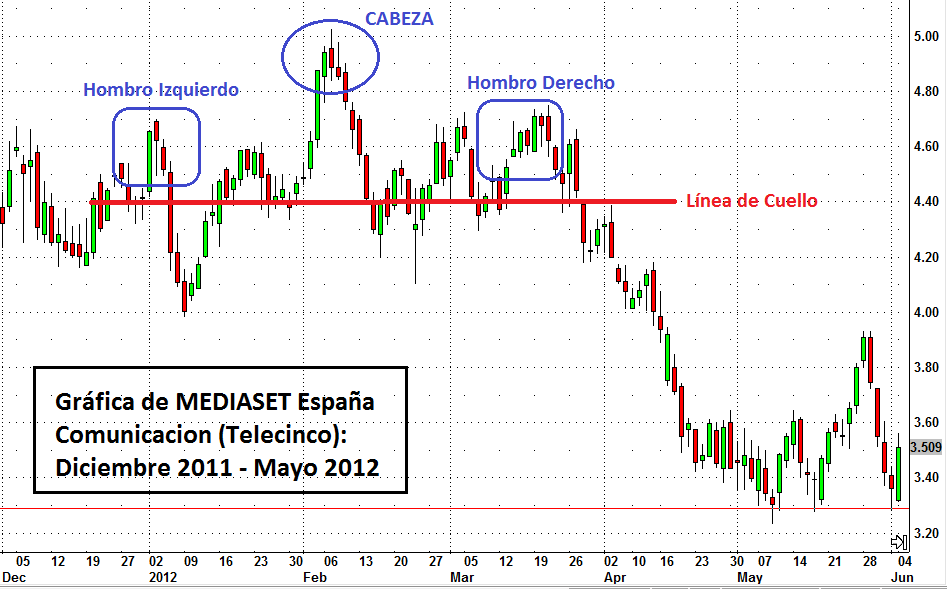 CABEZA
Hombro Izquierdo
Hombro Derecho
Línea de Cuello
5.00
4.80
4.60
4.40
4.20
4.00
3.80
3.60
3.509
3.40
3.20
Gráfica de MEDIASET España
Comunicacion (Telecinco):
Diciembre 2011 - Mayo 2012
05 12 19 27 02 09 16 23 30 06 13 20 27 05 12 19 26 02 10 16 23 30 07 14 21 28 04
Dec 2012 Feb Mar Apr May Jun